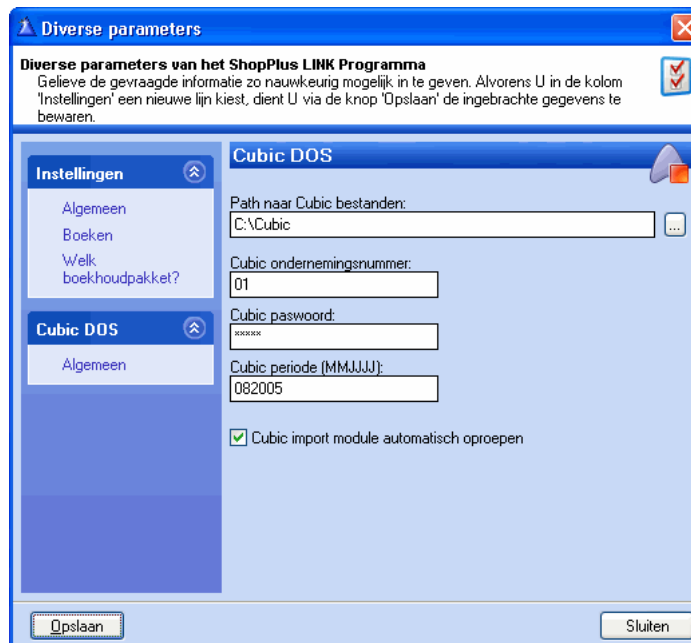 Diverse parameters
Diverse parameters van het ShopPlus LINK Programma
Gelieve de gevraagde informatie zo nauwkeurig mogelijk in te geven. Alvorens U in de kolom
'Instellingen' een nieuwe lijn kiest, dient U via de knop 'Opslaan' de ingebrachte gegevens te
bewaren.
Instellingen
Algemeen
Boeken
Welk
boekhoudpakket?
Cubic DOS
Algemeen
Cubic DOS
Path naar Cubic bestanden:
C:\Cubic
...
Cubic ondernemingsnummer:
01
Cubic paswoord:
*****
Cubic periode (MMJJJJ):
082005
Cubic import module automatisch oproepen
Opslaan
Sluiten